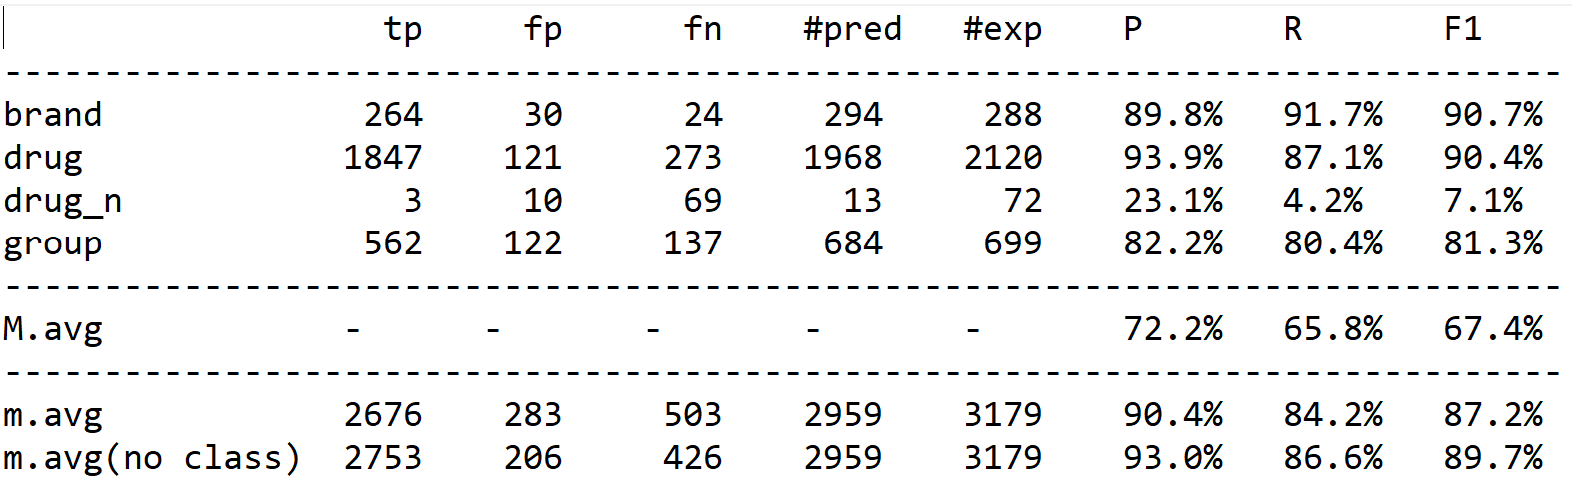 tp fp fn #pred #exp P R F1
------------------------------------------------------------------------------
brand 264 30 24 294 288 89.8% 91.7% 90.7%
drug 1847 121 273 1968 2120 93.9% 87.1% 90.4%
drug_n 3 10 69 13 72 23.1% 4.2% 7.1%
group 562 122 137 684 699 82.2% 80.4% 81.3%
------------------------------------------------------------------------------
M.avg - - - - - 72.2% 65.8% 67.4%
------------------------------------------------------------------------------
m.avg 2676 283 503 2959 3179 90.4% 84.2% 87.2%
m.avg(no class) 2753 206 426 2959 3179 93.0% 86.6% 89.7%